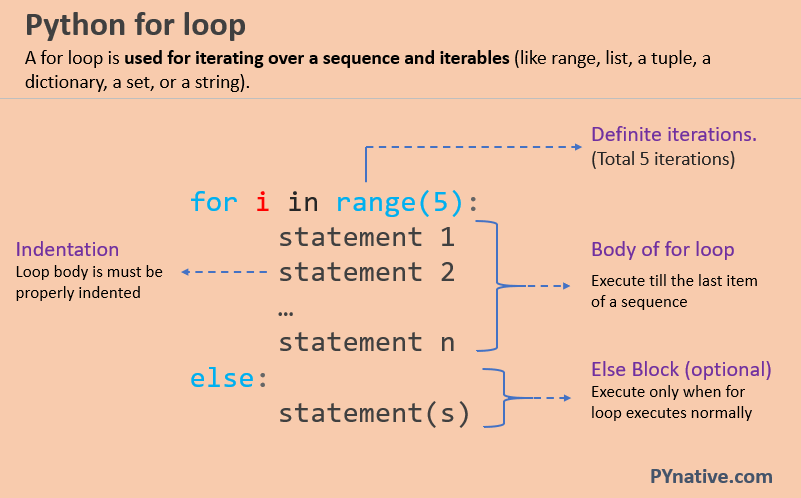 Python for loop
A for loop is used for iterating over a sequence and iterables (like range, list, a tuple, a
dictionary, a set, or a string).
Definite iterations.
(Total 5 iterations)
for i in range(5):
statement 1
statement 2
…
statement n
else:
statement(s)
Indentation
Loop body is must be
properly indented
Body of for loop
Execute till the last item
of a sequence
Else Block (optional)
Execute only when for
loop executes normally
PYnative.com